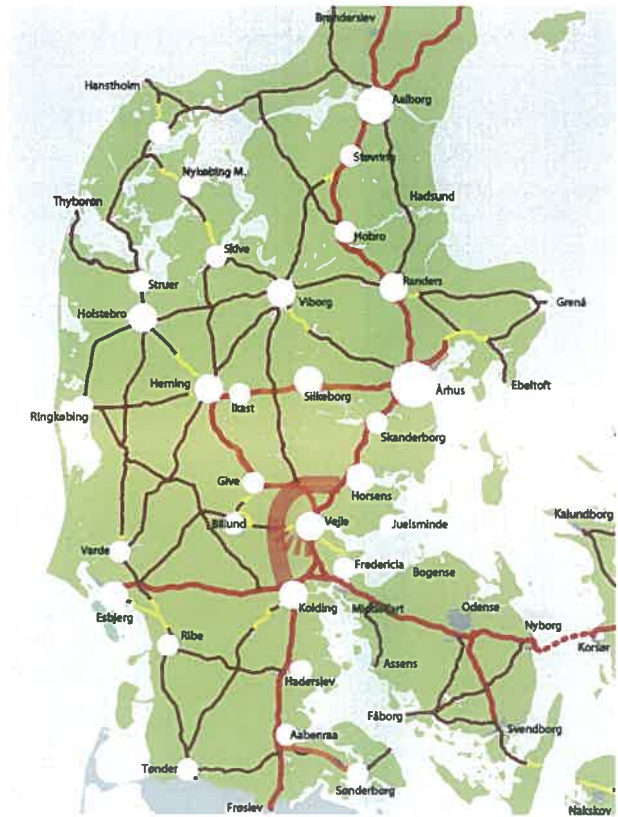 Brønderslev
Hanstholm
Aalborg
Støvring
Nykøbing M.
Thyborøn
Hadsund
Hobro
Skive
Struer
Randers
Viborg
Grenå
Holstebro
Herning
Ikast
Silkeborg
Århus
Ebeltoft
Ringkøbing
Skanderborg
Give
Horsens
Billund
Vejle
Juelsminde
Kalundborg
Varde
Fredericia
Bogense
Esbjerg
Kolding
Odense
Nyborg
Ribe
Korsør
Assens
Haderslev
Fåborg
Svendborg
Aabenraa
Tønder
Sønderborg
Frøslev
Nakskov